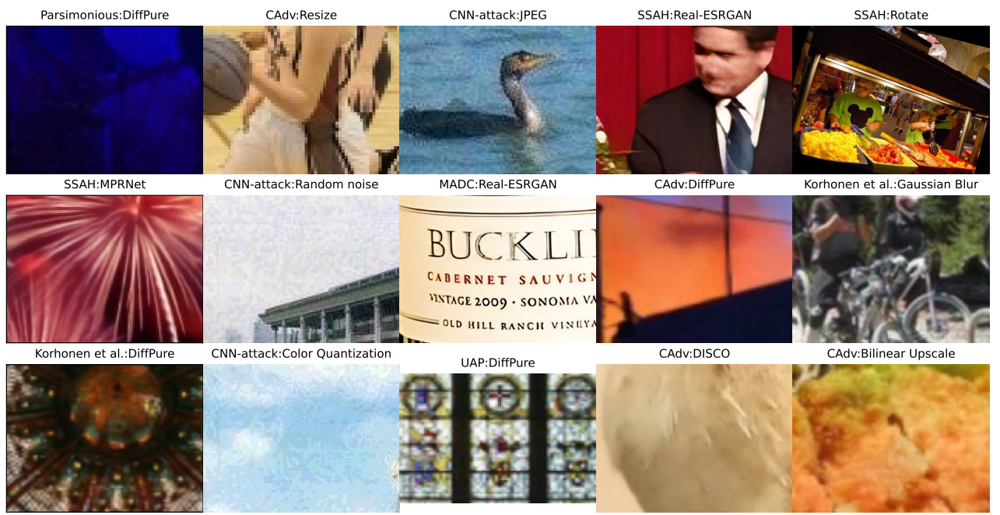 Parsimonious:DiffPure
CAdv:Resize
CNN-attack:JPEG
SSAH:Real-ESRGAN
SSAH:Rotate
SSAH:MPRNet
CNN-attack:Random noise
MADC:Real-ESRGAN
CAdv:DiffPure
Korhonen et al.:Gaussian Blur
BUCKLI
CABERNET SAUVIGN
VINTAGE 2009 · SONOMA VA
OLD HILL RANCH VINEYA
Korhonen et al.:DiffPure
CNN-attack:Color Quantization
UAP:DiffPure
CAdv:DISCO
CAdv:Bilinear Upscale